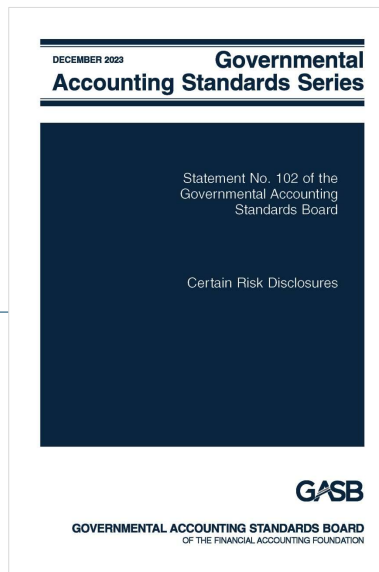 DECEMBER 2023
Governmental
Accounting Standards Series
Statement No. 102 of the
Governmental Accounting
Standards Board
Certain Risk Disclosures
GASB
GOVERNMENTAL ACCOUNTING STANDARDS BOARD
OF THE FINANCIAL ACCOUNTING FOUNDATION